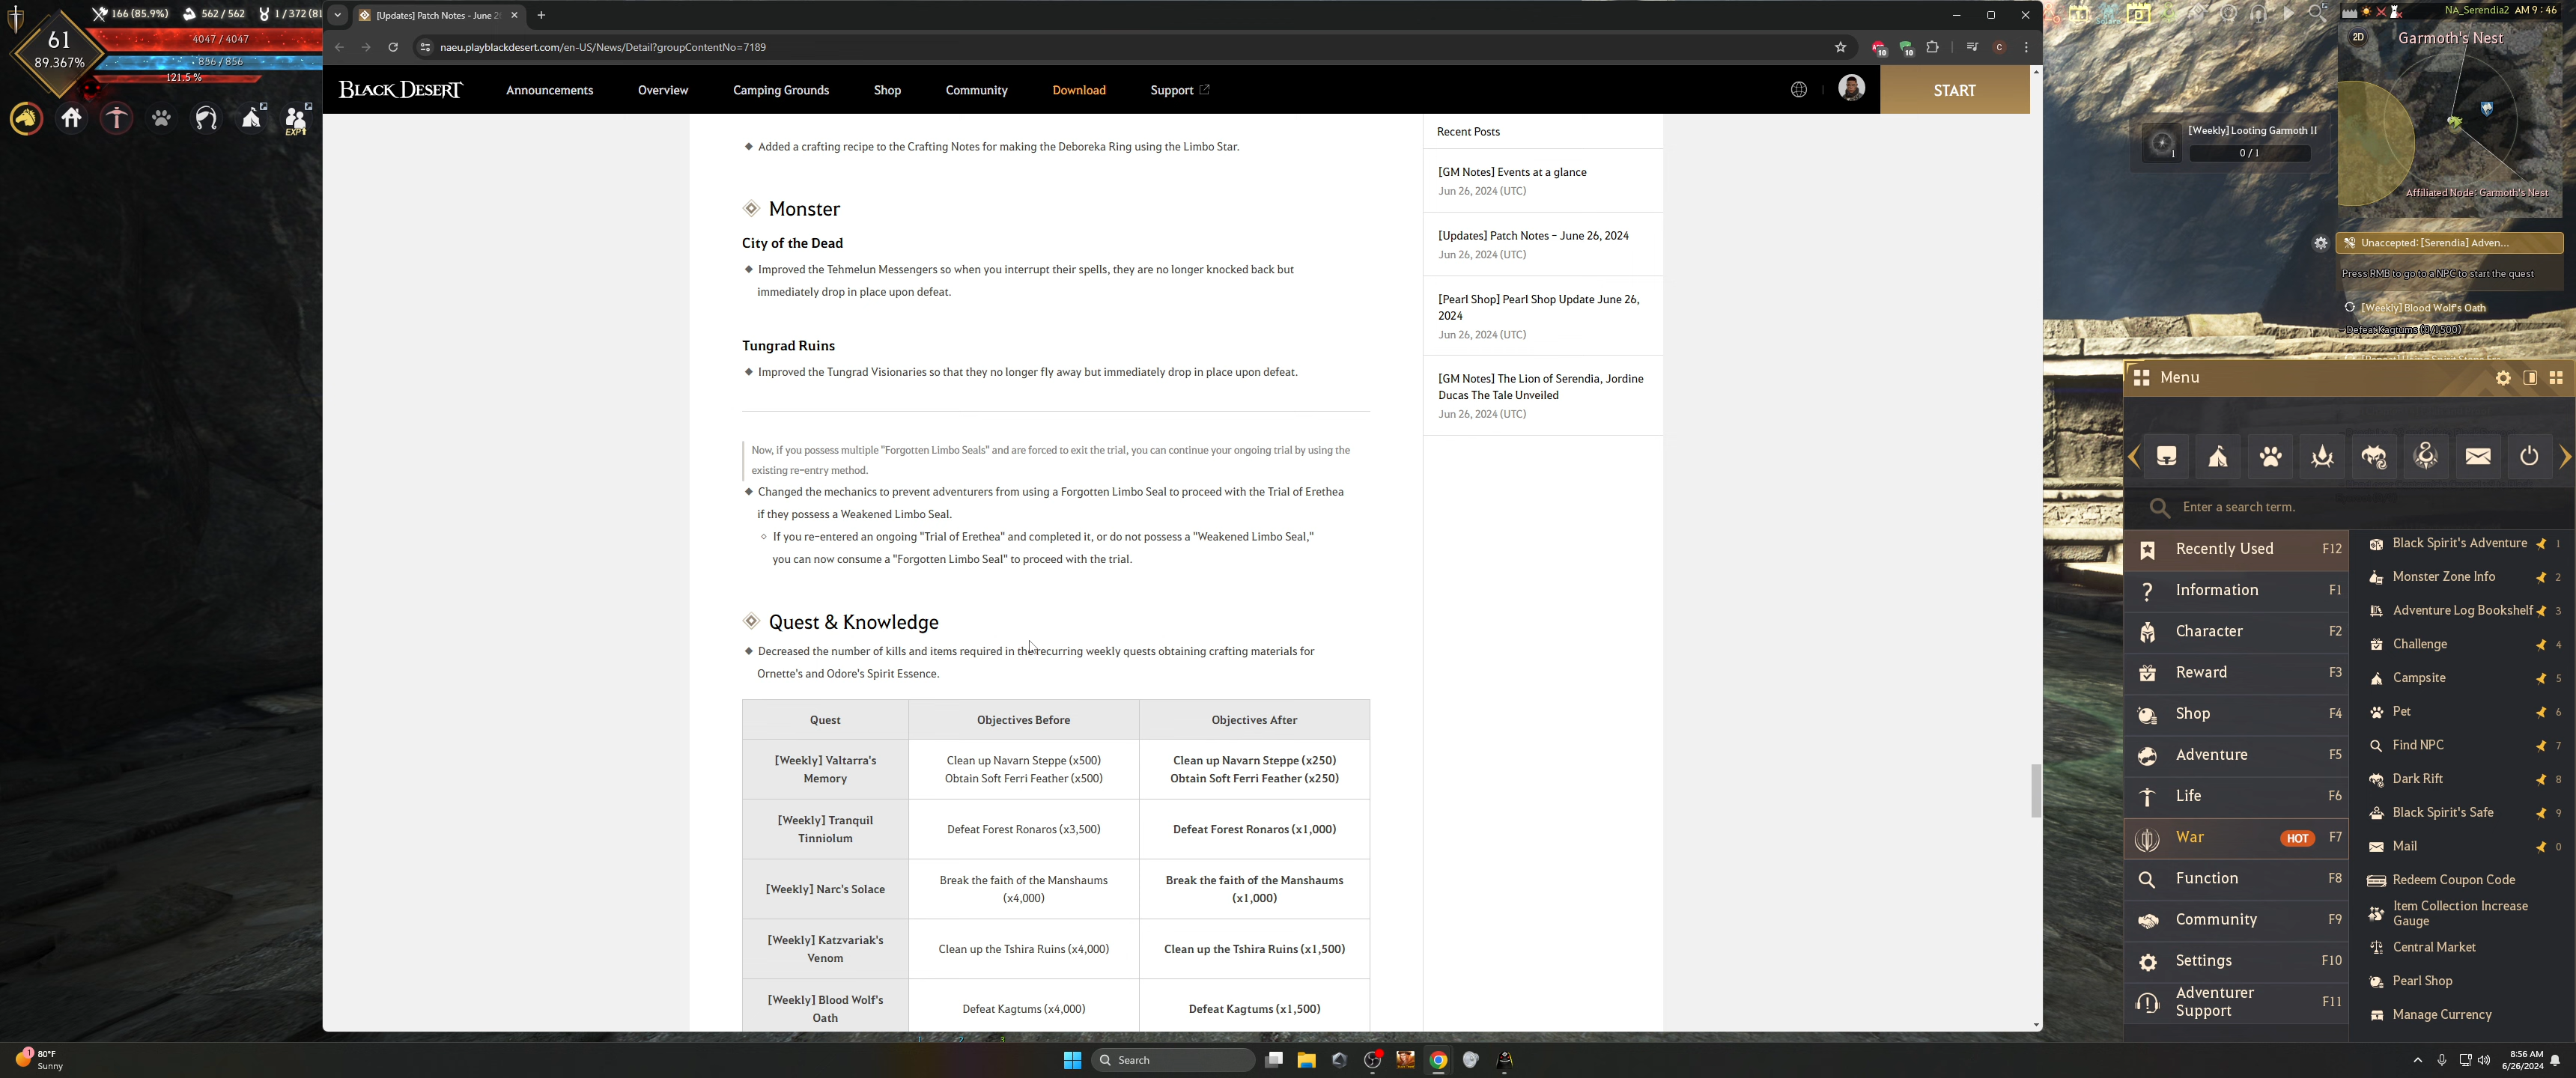 166 (85.9%)
562 / 562
1 / 372 (81
61
89.367%
4047 / 4047
856 / 856
121.5 %
EXP
[Updates] Patch Notes - June 2
naeu.playblackdesert.com/en-US/News/Detail?groupContentNo=7189
10
10
C
BLACK DESERT
Announcements
Overview
Camping Grounds
Shop
Community
Download
Support
START
Added a crafting recipe to the Crafting Notes for making the Deboreka Ring using the Limbo Star.
Monster
City of the Dead
Improved the Tehmelun Messengers so when you interrupt their spells, they are no longer knocked back but
immediately drop in place upon defeat.
Tungrad Ruins
Improved the Tungrad Visionaries so that they no longer fly away but immediately drop in place upon defeat.
Now, if you possess multiple "Forgotten Limbo Seals" and are forced to exit the trial, you can continue your ongoing trial by using the
existing re-entry method.
Changed the mechanics to prevent adventurers from using a Forgotten Limbo Seal to proceed with the Trial of Erethea
if they possess a Weakened Limbo Seal.
If you re-entered an ongoing "Trial of Erethea" and completed it, or do not possess a "Weakened Limbo Seal,"
you can now consume a "Forgotten Limbo Seal" to proceed with the trial.
Quest & Knowledge
Decreased the number of kills and items required in the recurring weekly quests obtaining crafting materials for
Ornette's and Odore's Spirit Essence.
Quest
Objectives Before
Objectives After
[Weekly] Valtarra's
Memory
Clean up Navarn Steppe (x500)
Obtain Soft Ferri Feather (x500)
Clean up Navarn Steppe (x250)
Obtain Soft Ferri Feather (x250)
[Weekly] Tranquil
Tinniolum
Defeat Forest Ronaros (x3,500)
Defeat Forest Ronaros (x1,000)
[Weekly] Narc's Solace
Break the faith of the Manshaums
(x4,000)
Break the faith of the Manshaums
(x1,000)
[Weekly] Katzvariak's
Venom
Clean up the Tshira Ruins (x4,000)
Clean up the Tshira Ruins (x1,500)
[Weekly] Blood Wolf's
Oath
Defeat Kagtums (x4,000)
Defeat Kagtums (x1,500)
Recent Posts
[GM Notes] Events at a glance
Jun 26, 2024 (UTC)
[Updates] Patch Notes - June 26, 2024
Jun 26, 2024 (UTC)
[Pearl Shop] Pearl Shop Update June 26,
2024
Jun 26, 2024 (UTC)
[GM Notes] The Lion of Serendia, Jordine
Ducas The Tale Unveiled
Jun 26, 2024 (UTC)
NA_Serendia2 AM 9 : 46
2D
Garmoth's Nest
[Weekly] Looting Garmoth II
0 / 1
1
Affiliated Node: Garmoth's Nest
Unaccepted: [Serendia] Adven...
Press RMB to go to a NPC to start the quest
[Weekly] Blood Wolf's Oath
- Defeat Kagtums (0/1500)
Menu
Enter a search term.
Recently Used F12
Information F1
Character F2
Reward F3
Shop F4
Adventure F5
Life F6
War HOT F7
Function F8
Community F9
Settings F10
Adventurer
Support F11
Black Spirit's Adventure 1
Monster Zone Info 2
Adventure Log Bookshelf 3
Challenge 4
Campsite 5
Pet 6
Find NPC 7
Dark Rift 8
Black Spirit's Safe 9
Mail 0
Redeem Coupon Code
Item Collection Increase
Gauge
Central Market
Pearl Shop
Manage Currency
1
80°F
Sunny
Search
8:56 AM
6/26/2024